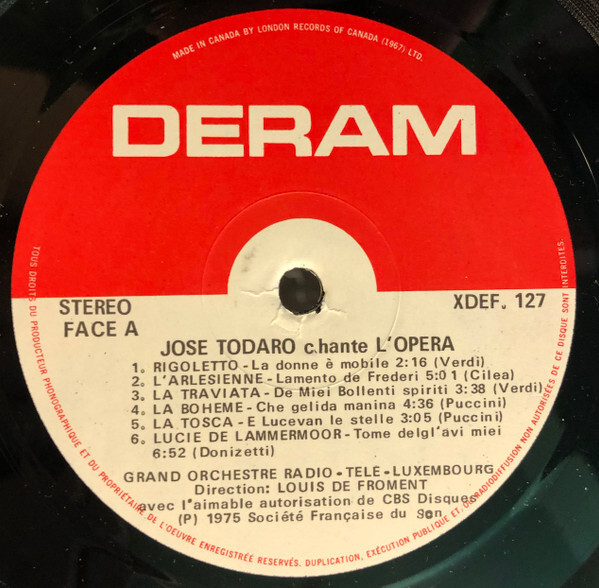 MADE IN CANADA BY LONDON RECORDS OF CANADA (1967) LTD.
DERAM
STEREO
FACE A
XDEF. 127
JOSE TODARO chante L'OPERA
1. RIGOLETTO - La donne è mobile 2:16 (Verdi)
2. L'ARLESIENNE - Lamento de Frederi 5:01 (Cilea)
3. LA TRAVIATA - De Miei Bollenti spiriti 3:38 (Verdi)
4. LA BOHEME - Che gelida manina 4:36 (Puccini)
5. LA TOSCA - E Lucevan le stelle 3:05 (Puccini)
6. LUCIE DE LAMMERMOOR - Tome delgl'avi miei
6:52 (Donizetti)
GRAND ORCHESTRE RADIO - TELE - LUXEMBOURG
Direction: LOUIS DE FROMENT
avec l'aimable autorisation de CBS Disques
(P) 1975 Société Française du Son.
TOUS DROITS DU PRODUCTEUR PHONOGRAPHIQUE ET DU PROPRIÉTAIRE DE L'OEUVRE ENREGISTRÉE RESERVÉS. DUPLICATION, EXÉCUTION PUBLIQUE ET OU RADIODIFFUSION NON AUTORISÉES DE CE DISQUE SONT INTERDITES.